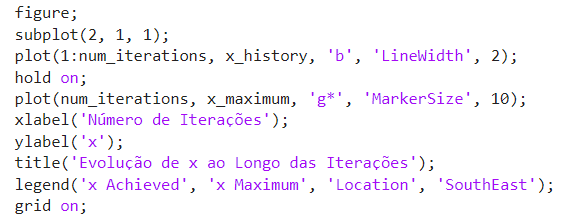 figure;
subplot(2, 1, 1);
plot(1:num_iterations, x_history, 'b', 'LineWidth', 2);
hold on;
plot(num_iterations, x_maximum, 'g*', 'MarkerSize', 10);
xlabel('Número de Iterações');
ylabel('x');
title('Evolução de x ao Longo das Iterações');
legend('x Achieved', 'x Maximum', 'Location', 'SouthEast');
grid on;